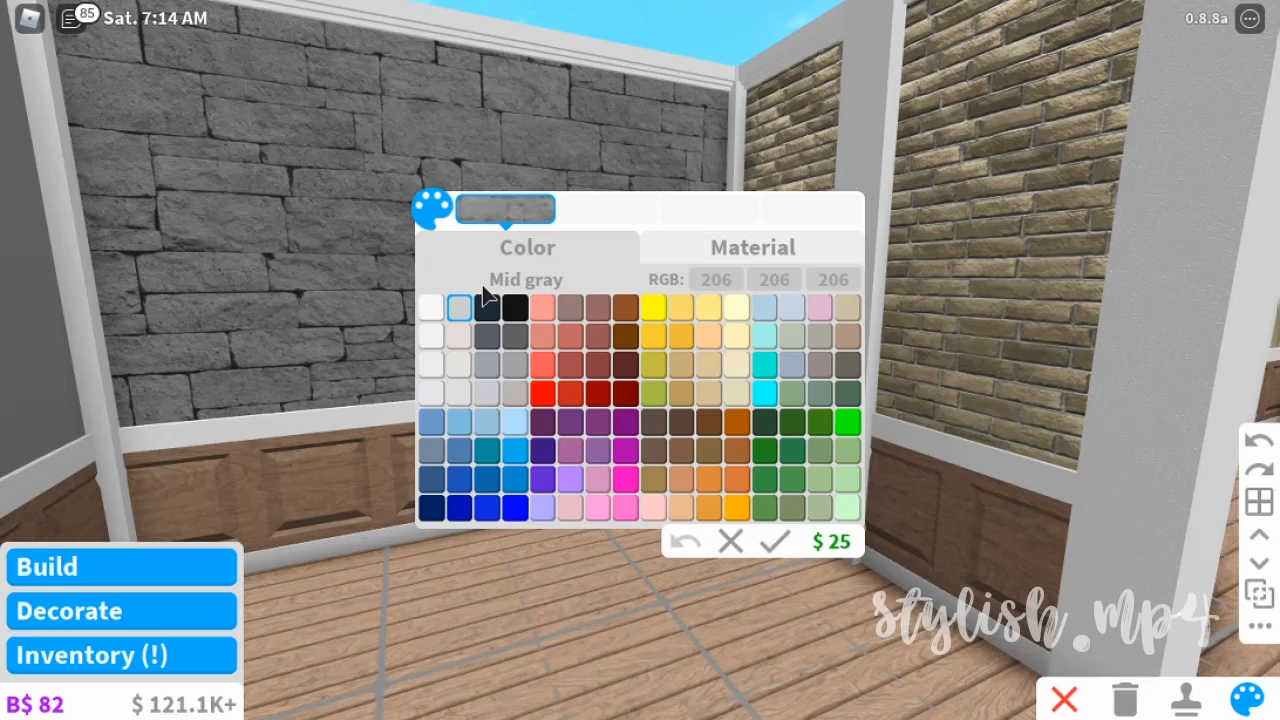 85 Sat. 7:14 AM
0.8.8a
Color
Material
Mid gray
RGB: 206 206 206
$ 25
Build
Decorate
Inventory (!)
B$ 82
$ 121.1K+
stylish.mp4